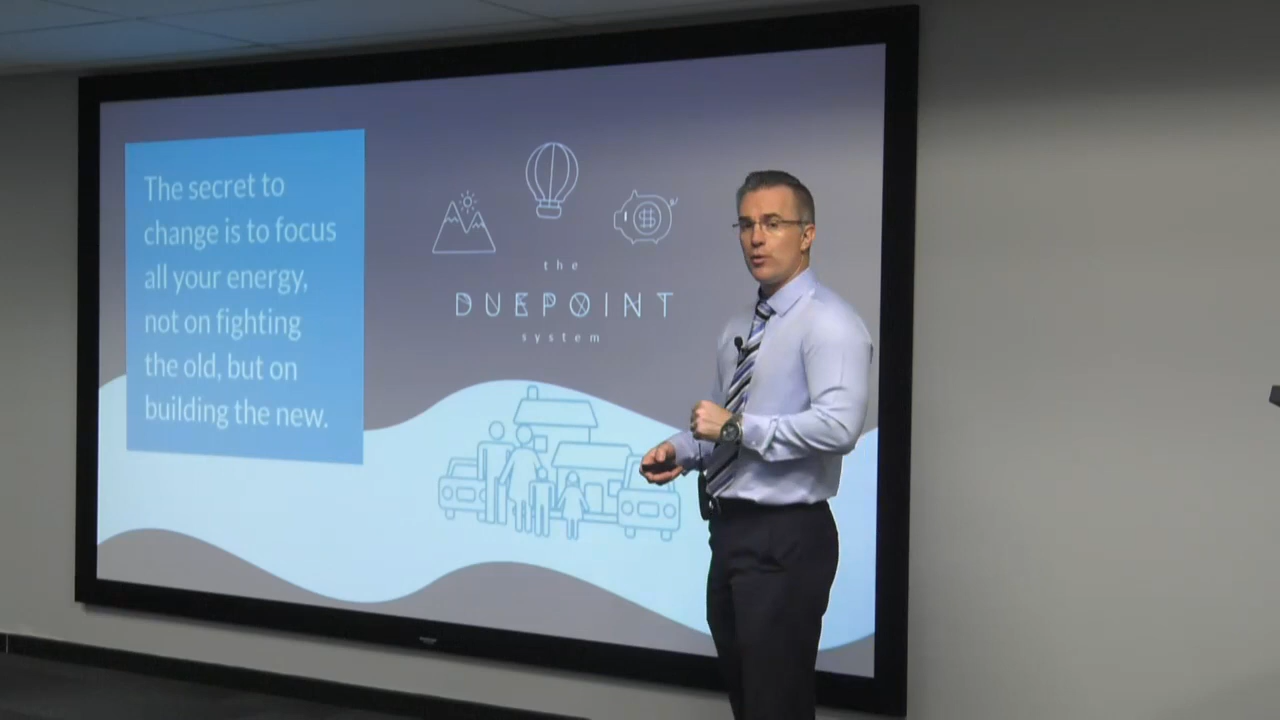 The secret to
change is to focus
all your energy,
not on fighting
the old, but on
building the new.
$
the
DUEPOINT
system